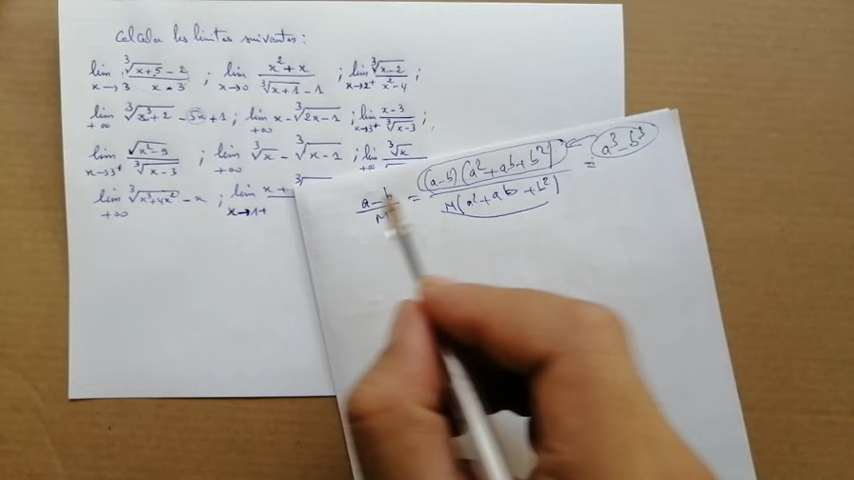 Calculer les limites suivantes :
lim x→3 (∛(x+5) - 2)/(x - 3) ; lim x→0 (x² + x)/(∛(x+1) - 1) ; lim x→2⁺ ∛(x-2)/(x²-4) ;
lim +∞ ∛(x³+2) - 5x + 1 ; lim +∞ x - ∛(2x-1) ; lim x→3⁺ (x-3)/∛(x-3) ;
lim x→3⁺ √(x²-9)/∛(x-3) ; lim +∞ ∛x - ∛(x-1) ; lim +∞ ∛x
lim +∞ ∛(x³+4x²) - x ; lim x→1+ x +
(a-b)/M = ((a-b)(a²+ab+b²))/(M(a²+ab+b²)) = a³-b³